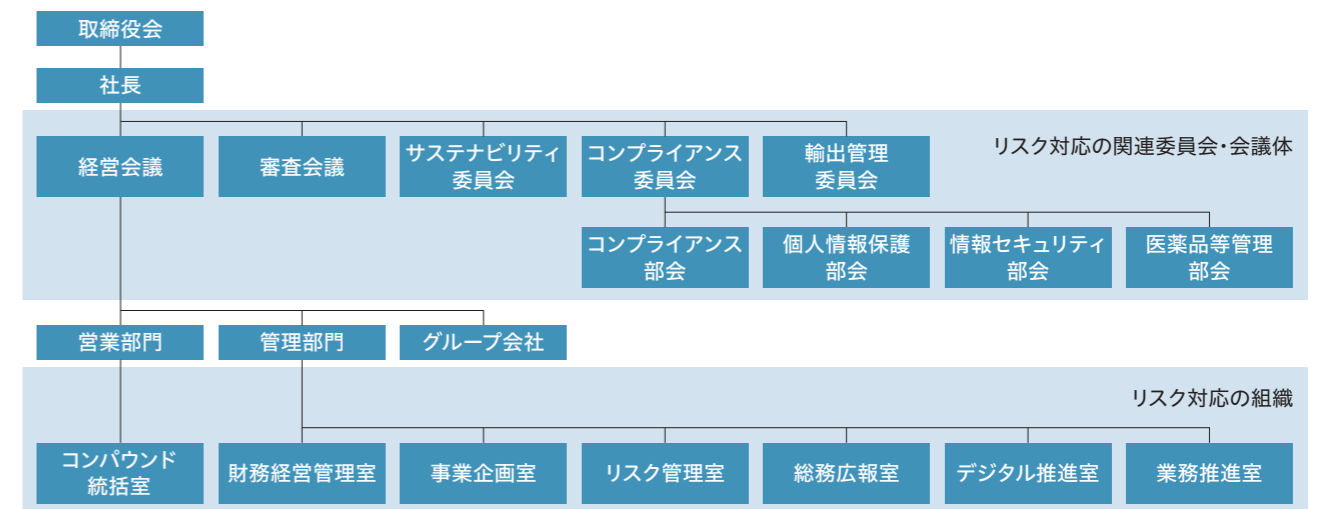 取締役会
社長
リスク対応の関連委員会・会議体
経営会議
審査会議
サステナビリティ
委員会
コンプライアンス
委員会
輸出管理
委員会
コンプライアンス
部会
個人情報保護
部会
情報セキュリティ
部会
医薬品等管理
部会
営業部門
管理部門
グループ会社
リスク対応の組織
コンパウンド
統括室
財務経営管理室
事業企画室
リスク管理室
総務広報室
デジタル推進室
業務推進室